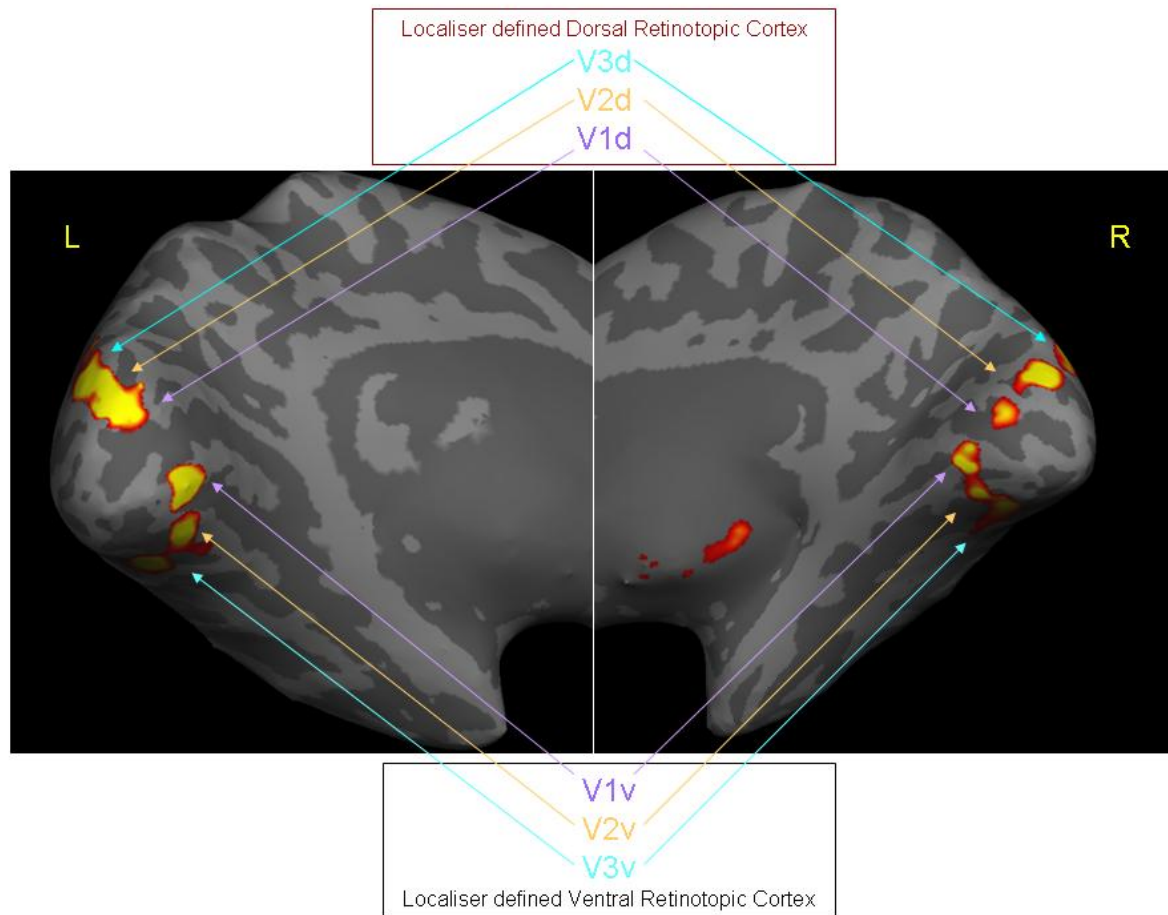 Localiser defined Dorsal Retinotopic Cortex
V3d
V2d
V1d
L
R
V1v
V2v
V3v
Localiser defined Ventral Retinotopic Cortex